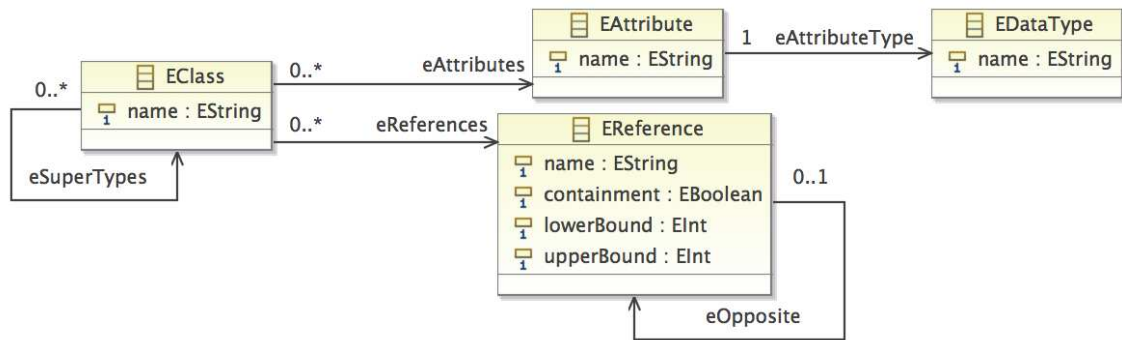 EAttribute
name : EString
1
eAttributeType
EDataType
name : EString
EClass
name : EString
0..*
eSuperTypes
0..*
eAttributes
0..*
eReferences
EReference
name : EString
containment : EBoolean
lowerBound : EInt
upperBound : EInt
0..1
eOpposite